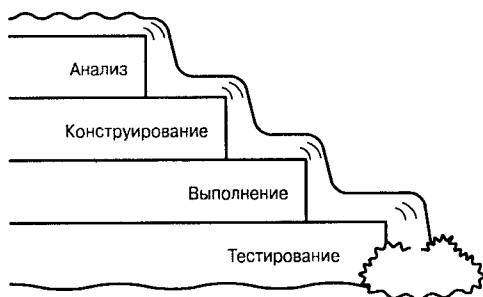 Анализ
Конструирование
Выполнение
Тестирование